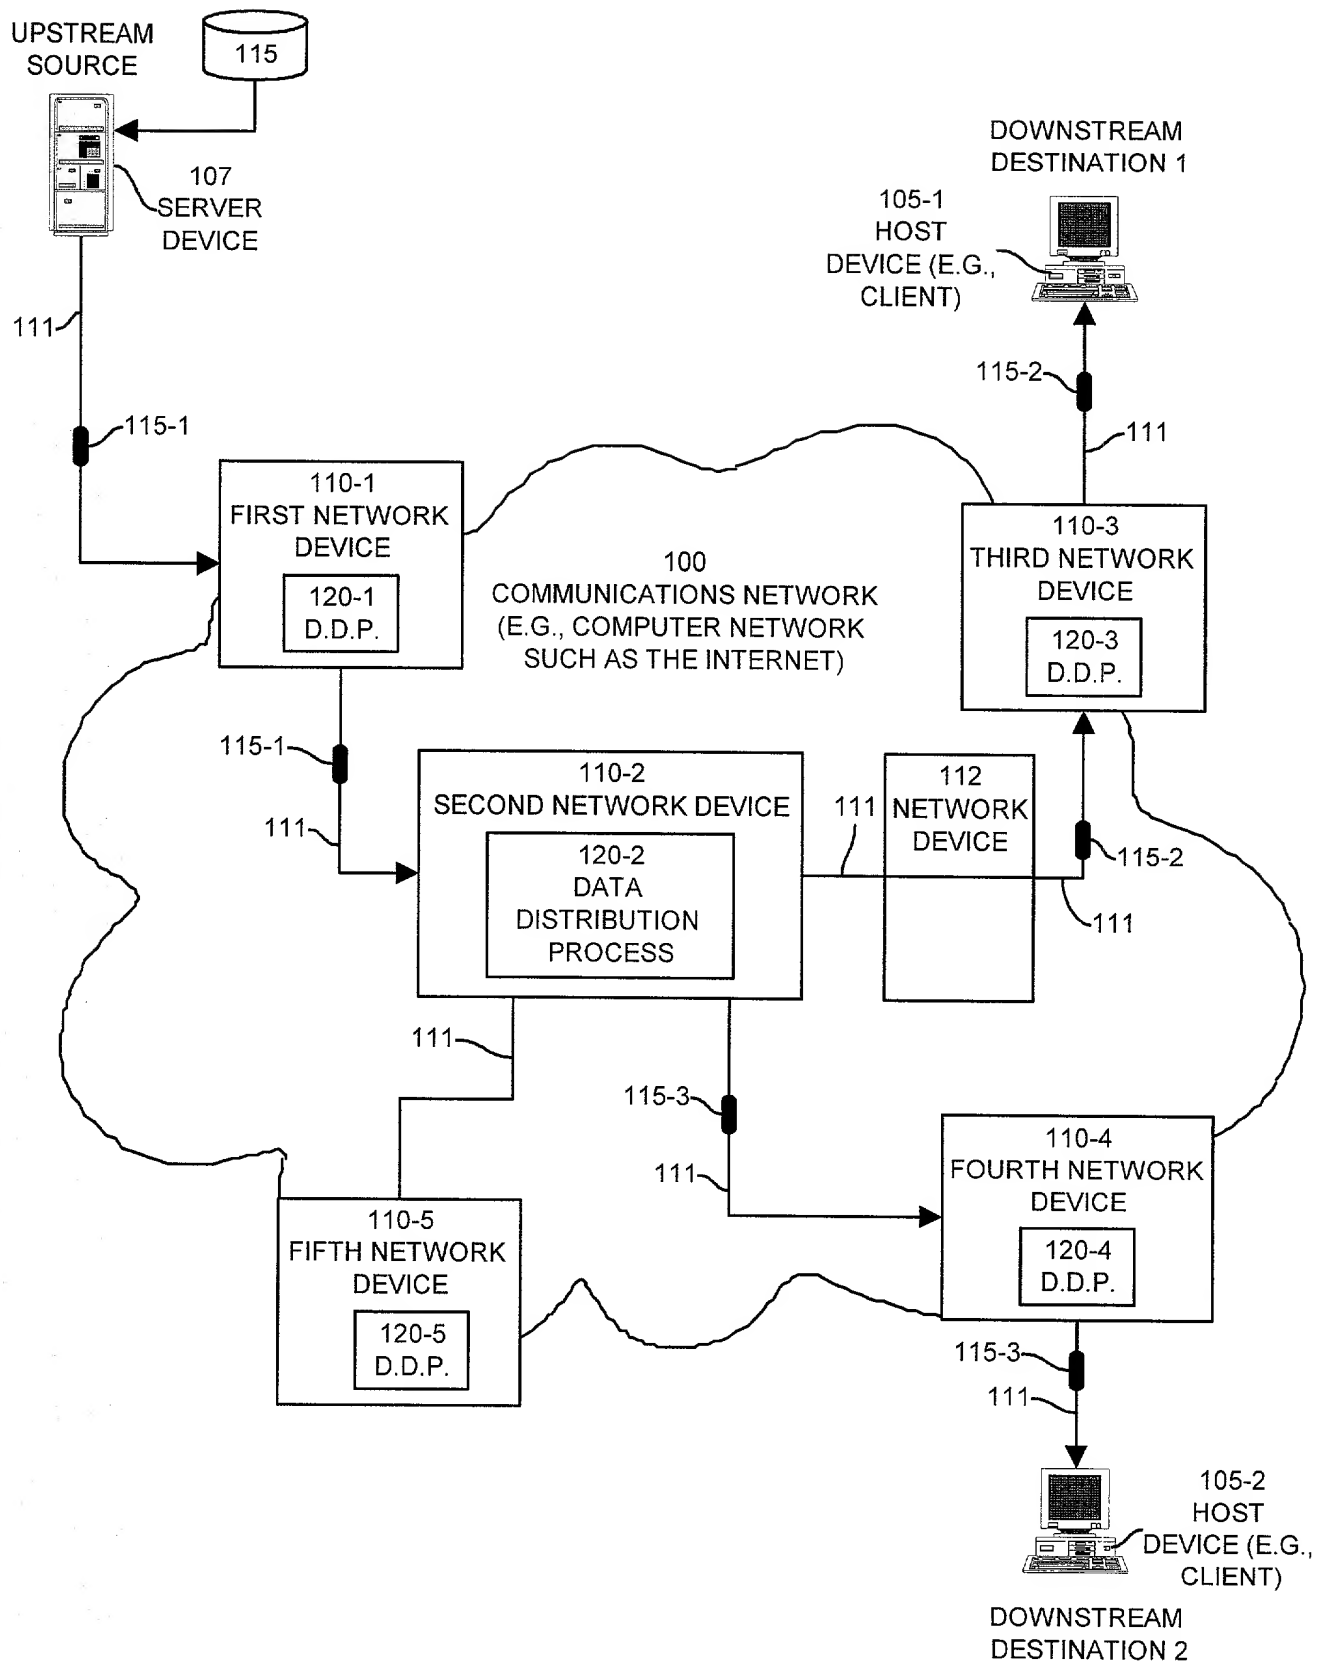 UPSTREAM
SOURCE
115
107
SERVER
DEVICE
DOWNSTREAM
DESTINATION 1
105-1
HOST
DEVICE (E.G.,
CLIENT)
111
115-2
115-1
111
110-1
FIRST NETWORK
DEVICE
120-1
D.D.P.
100
COMMUNICATIONS NETWORK
(E.G., COMPUTER NETWORK
SUCH AS THE INTERNET)
110-3
THIRD NETWORK
DEVICE
120-3
D.D.P.
115-1
111
110-2
SECOND NETWORK DEVICE
120-2
DATA
DISTRIBUTION
PROCESS
111
112
NETWORK
DEVICE
115-2
111
111
115-3
111
110-4
FOURTH NETWORK
DEVICE
120-4
D.D.P.
110-5
FIFTH NETWORK
DEVICE
120-5
D.D.P.
115-3
111
105-2
HOST
DEVICE (E.G.,
CLIENT)
DOWNSTREAM
DESTINATION 2